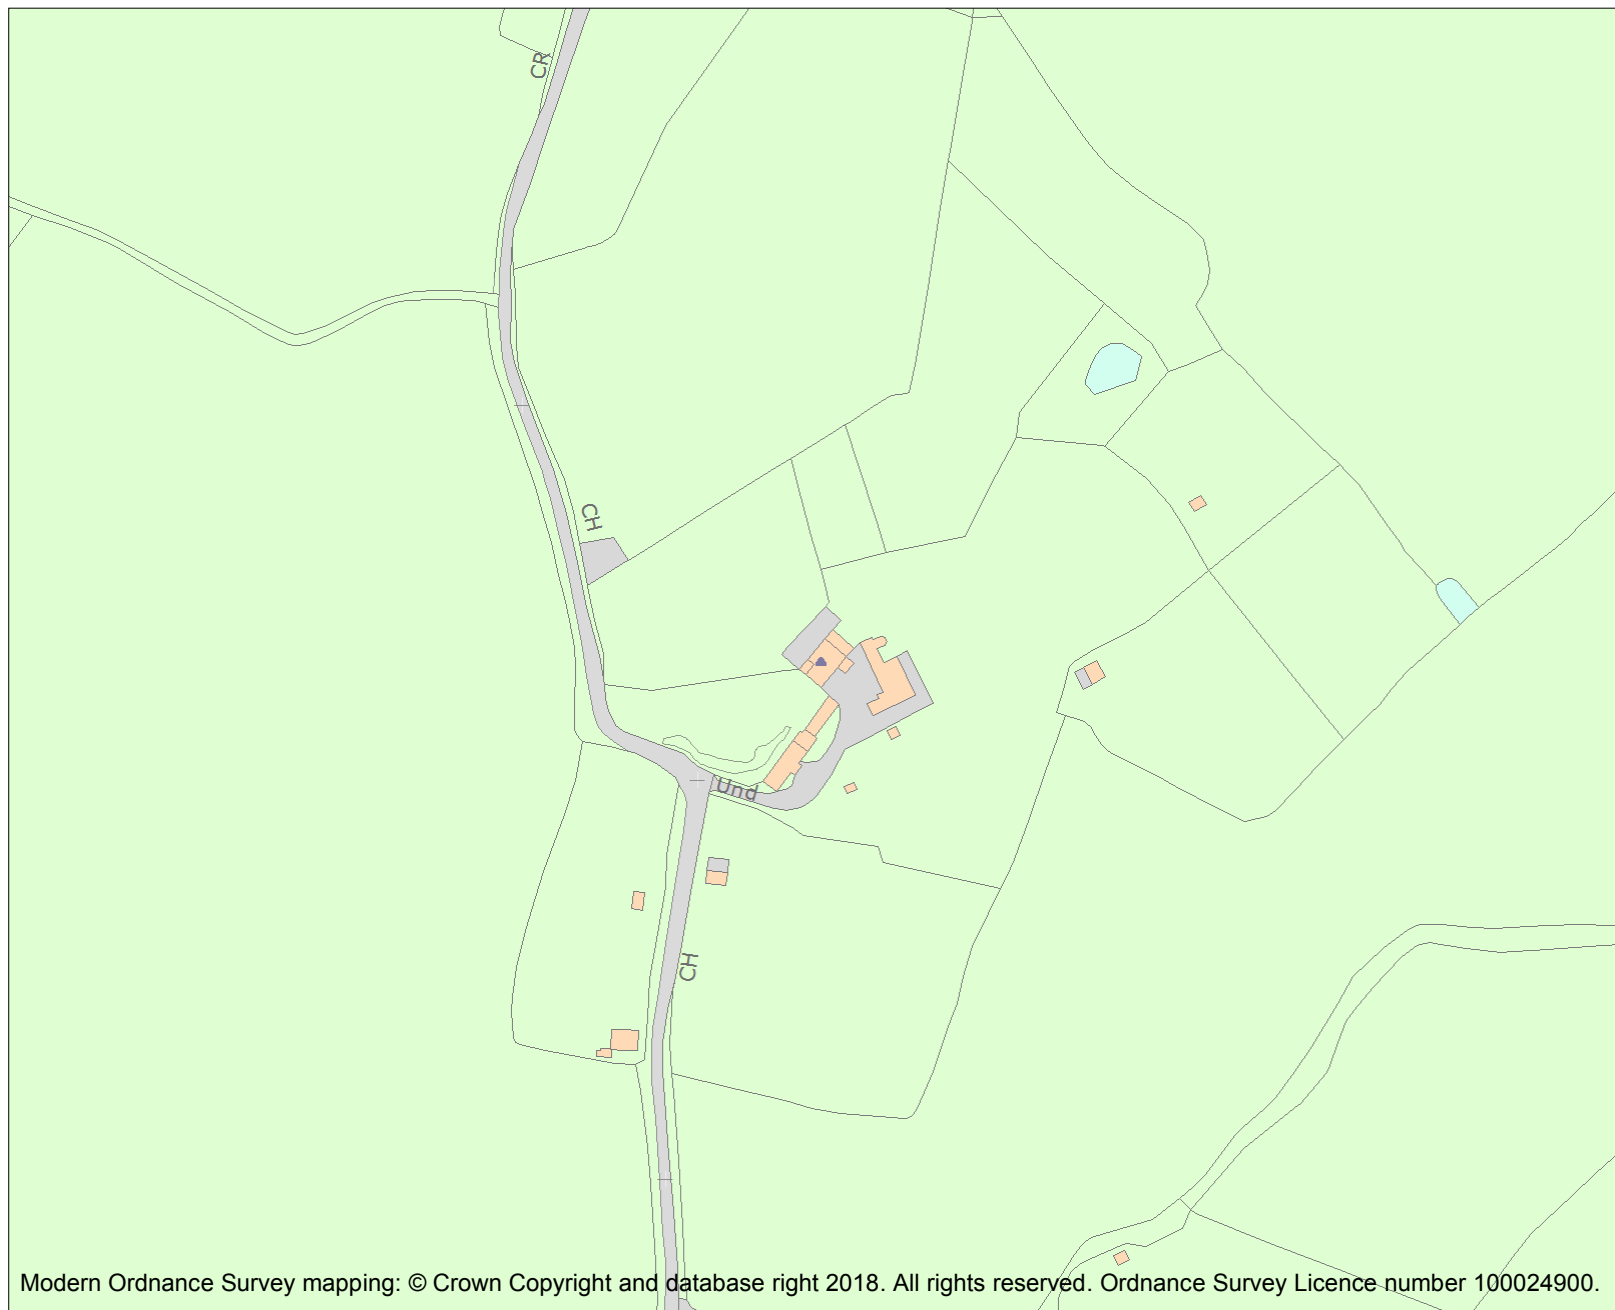 CR
CH
Und
CH
Modern Ordnance Survey mapping: © Crown Copyright and database right 2018. All rights reserved. Ordnance Survey Licence number 100024900.